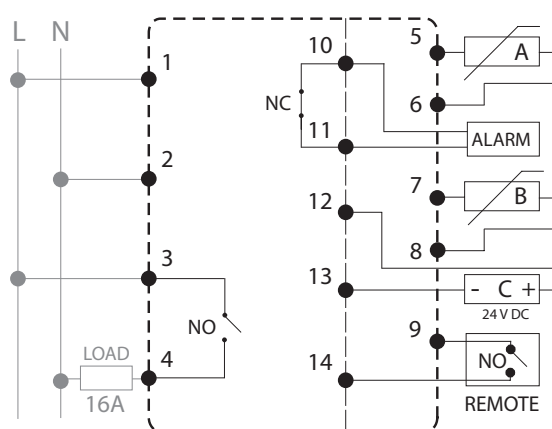 L N
1
2
3
NO
LOAD
4
16A
10
NC
11
12
13
14
5
A
6
ALARM
7
B
8
- C +
24 V DC
9
NO
REMOTE